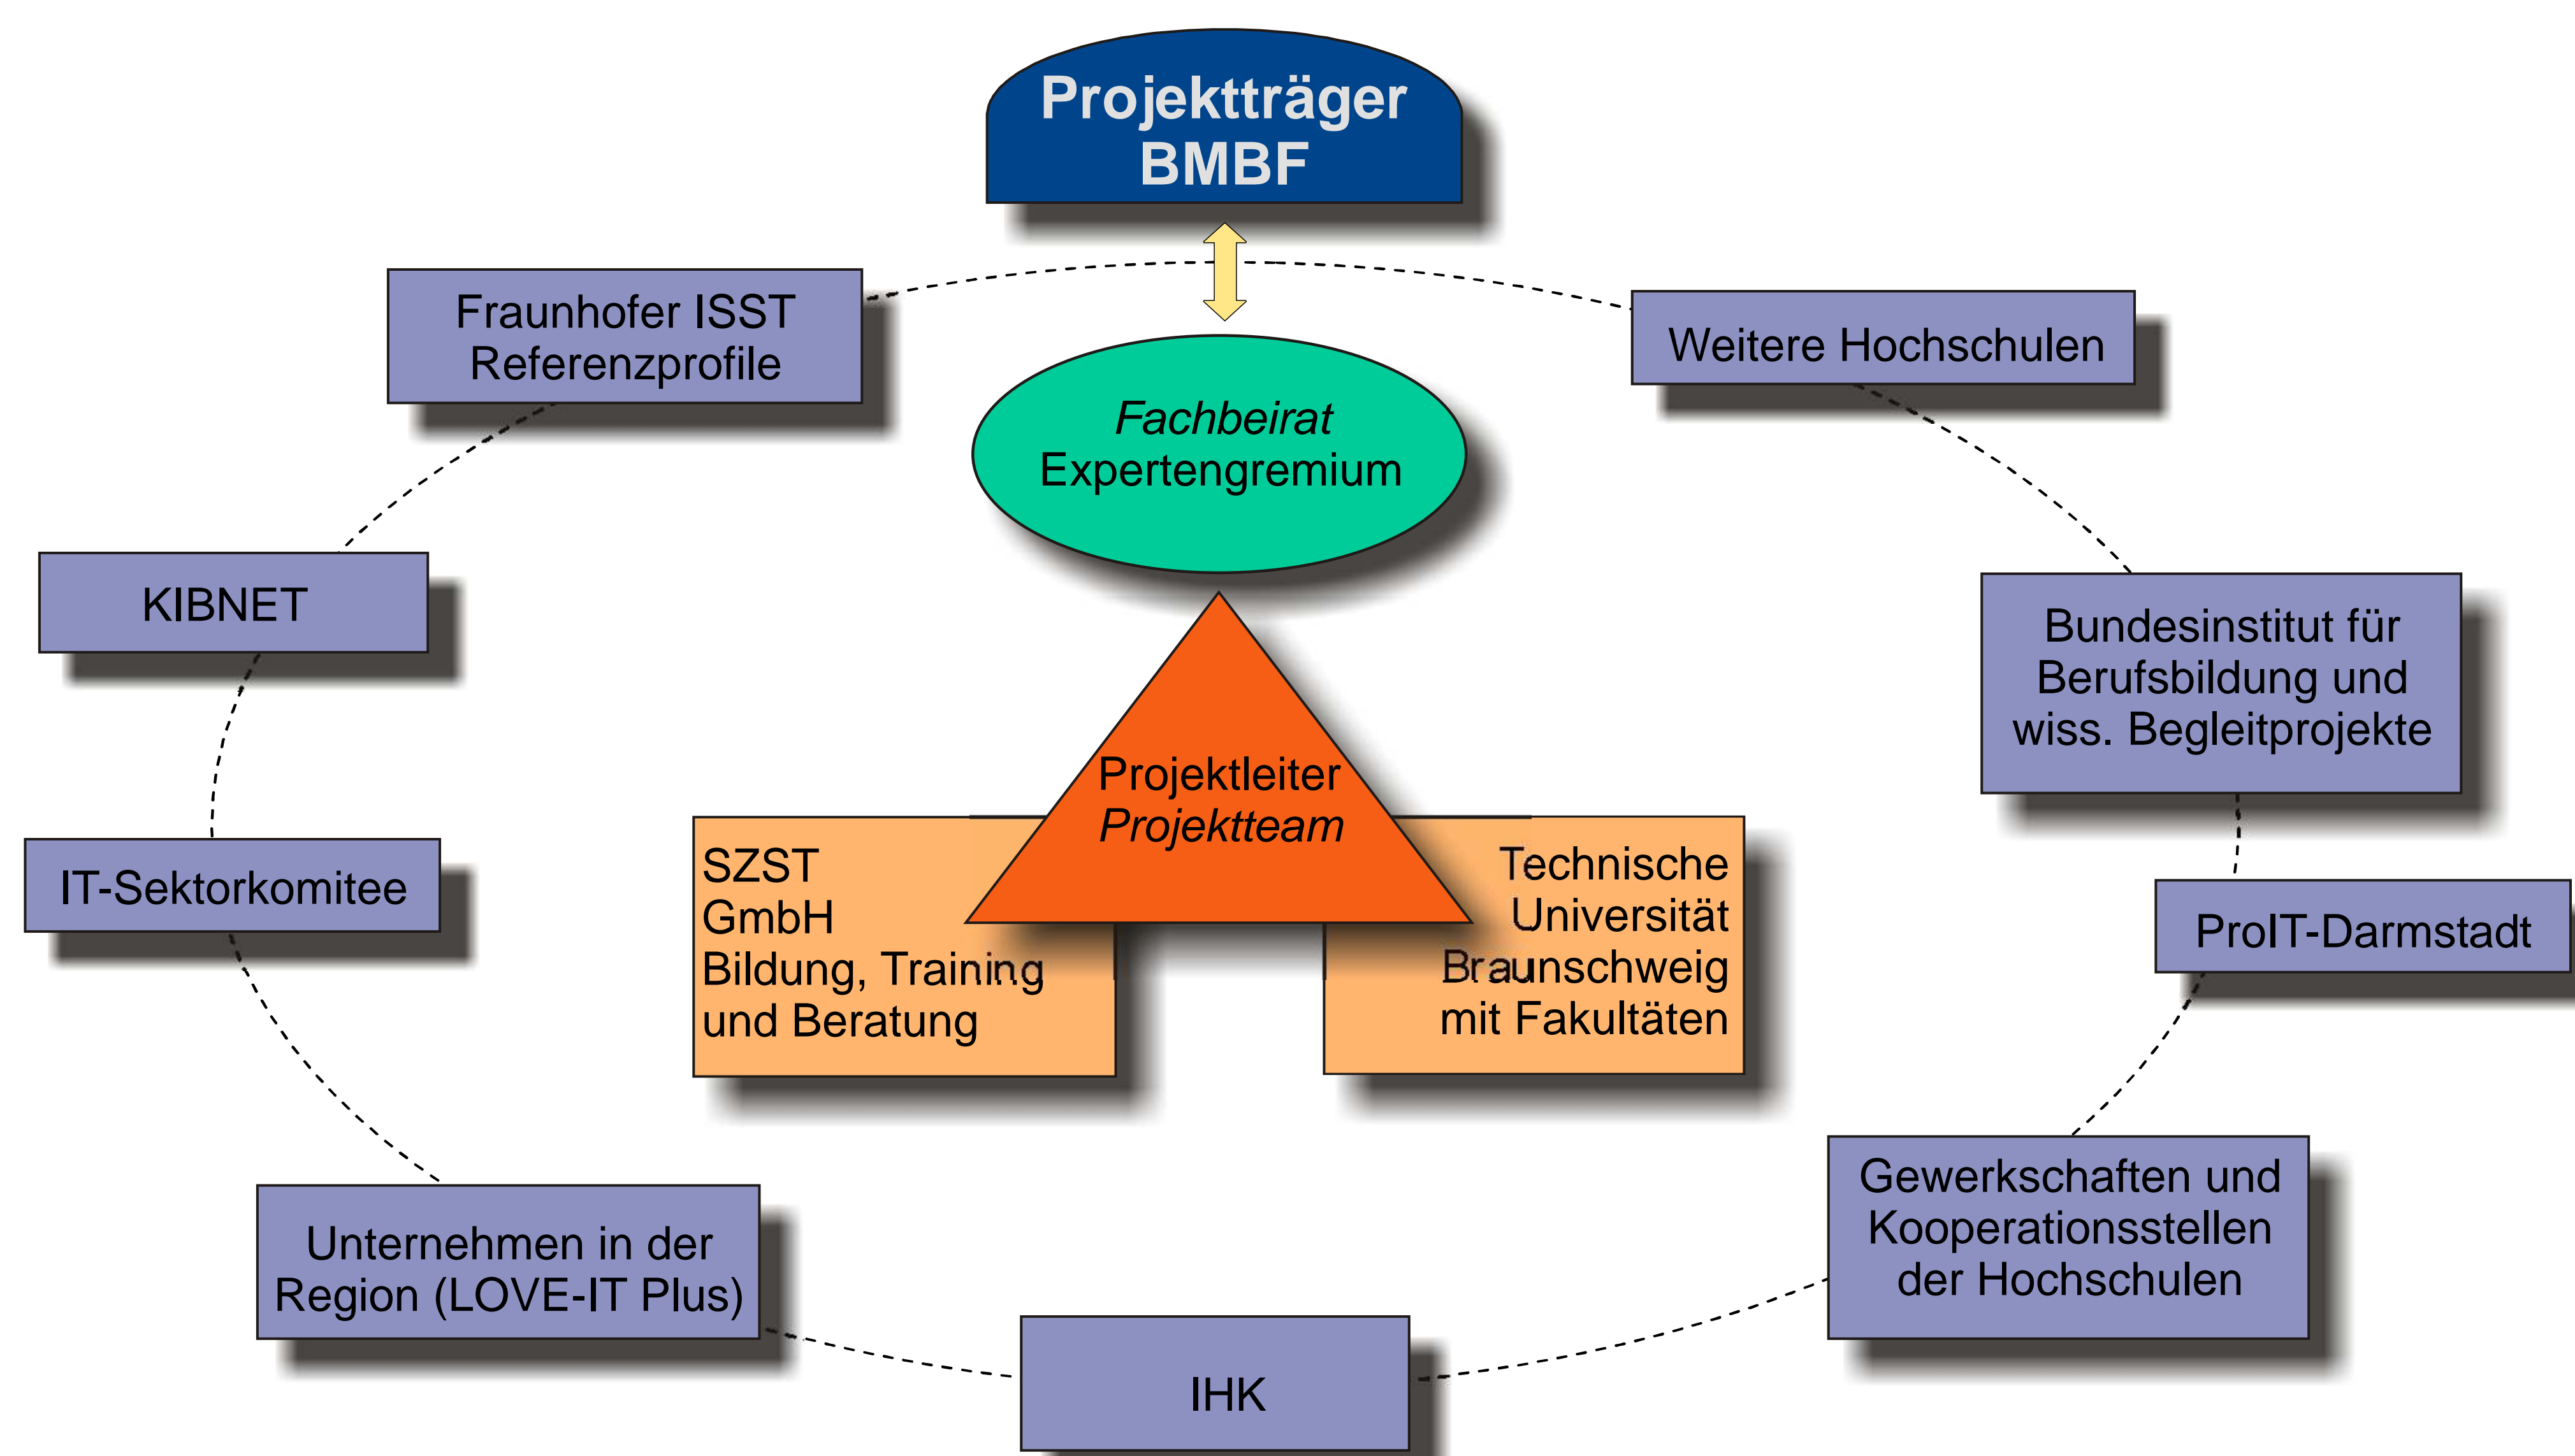 Projektträger
BMBF
Fraunhofer ISST
Referenzprofile
Weitere Hochschulen
Fachbeirat
Expertengremium
KIBNET
Bundesinstitut für
Berufsbildung und
wiss. Begleitprojekte
Projektleiter
Projektteam
SZST
GmbH
Bildung, Training
und Beratung
Technische
Universität
Braunschweig
mit Fakultäten
IT-Sektorkomitee
ProIT-Darmstadt
Unternehmen in der
Region (LOVE-IT Plus)
Gewerkschaften und
Kooperationsstellen
der Hochschulen
IHK